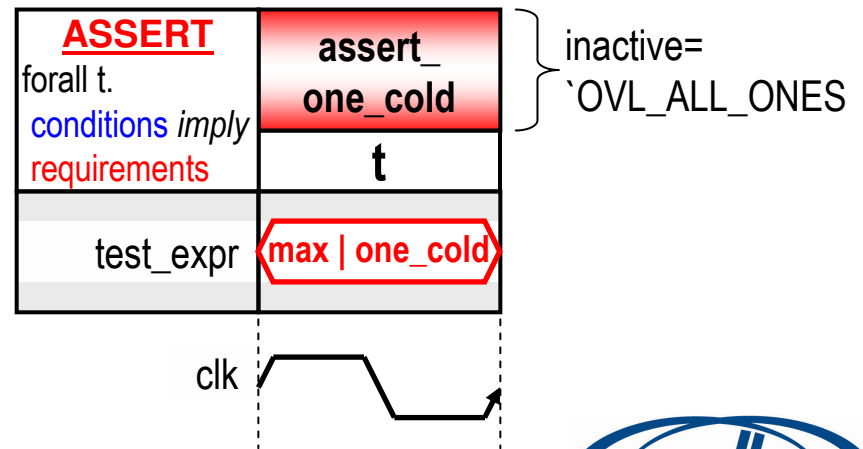 ASSERT
forall t.
conditions imply
requirements
assert_
one_cold
t
inactive=
`OVL_ALL_ONES
test_expr
max | one_cold
clk